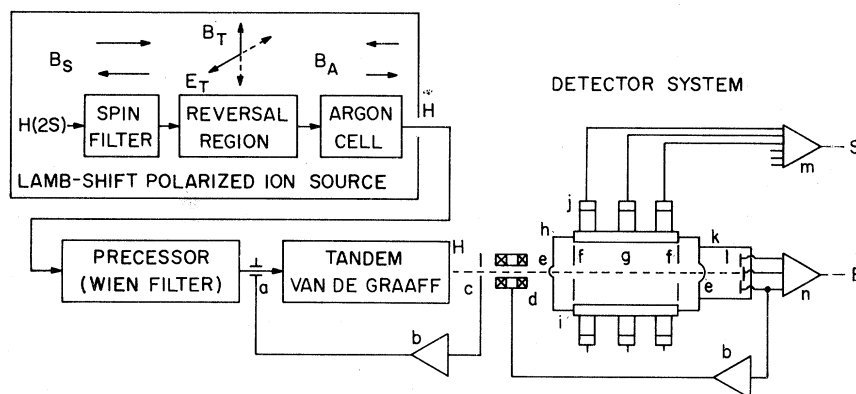 B_S
B_T
E_T
B_A
H(2S)
SPIN
FILTER
REVERSAL
REGION
ARGON
CELL
H
LAMB-SHIFT POLARIZED ION SOURCE
DETECTOR SYSTEM
S
m
j
h
k
PRECESSOR
(WIEN FILTER)
a
TANDEM
VAN DE GRAAFF
H
c
e
d
f
g
f
e
l
n
i
b
b